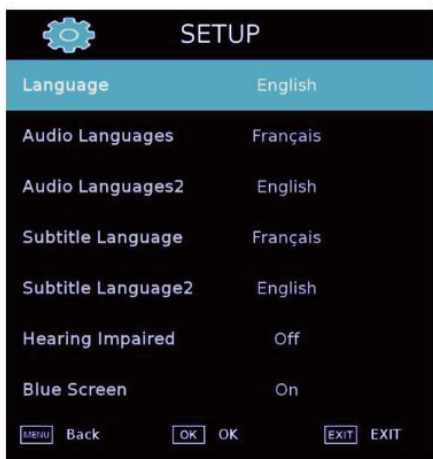 SETUP
Language English
Audio Languages Français
Audio Languages2 English
Subtitle Language Français
Subtitle Language2 English
Hearing Impaired Off
Blue Screen On
MENU Back OK OK EXIT EXIT